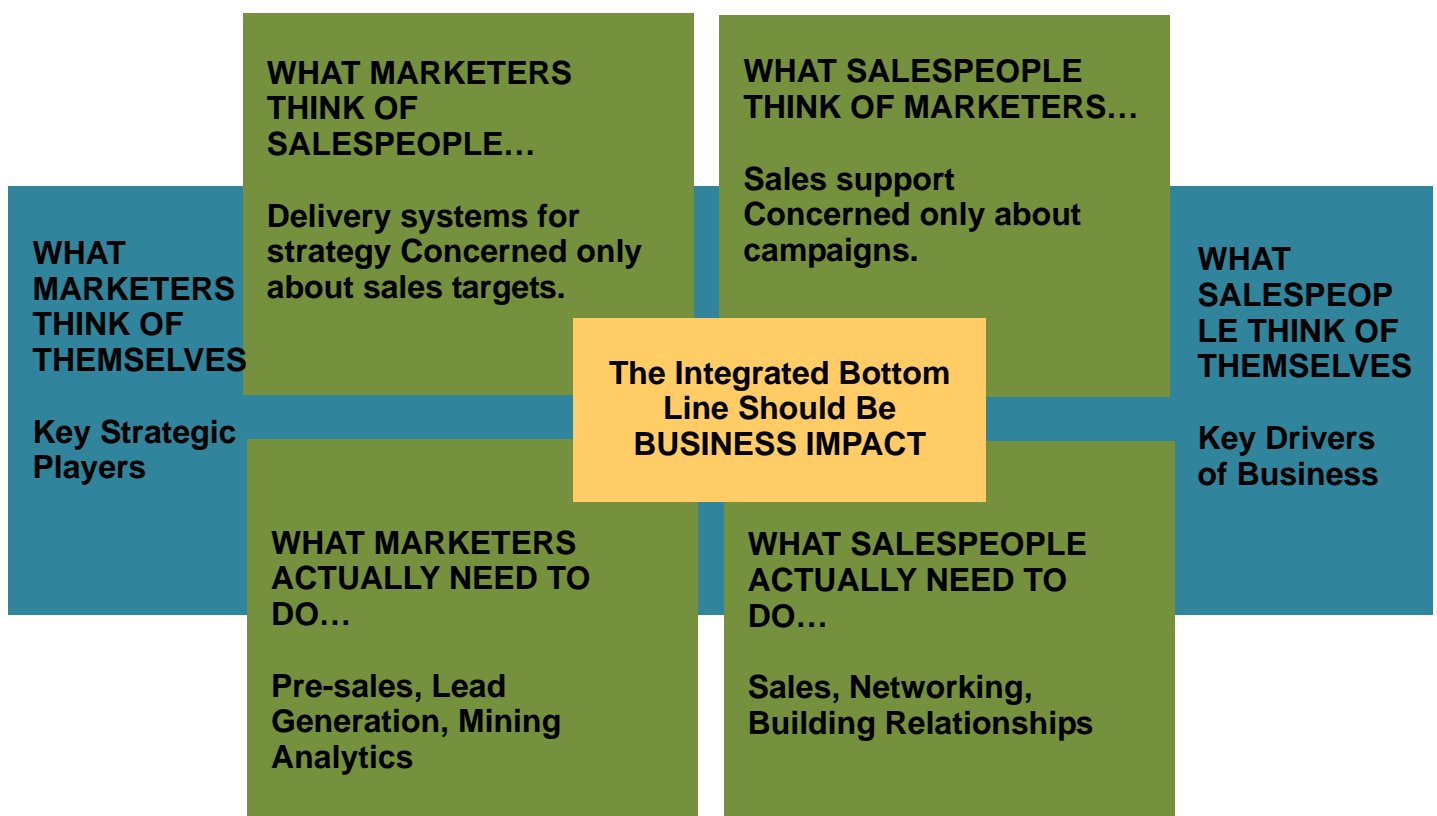 WHAT MARKETERS
THINK OF
SALESPEOPLE…
Delivery systems for
strategy Concerned only
about sales targets.
WHAT SALESPEOPLE
THINK OF MARKETERS…
Sales support
Concerned only about
campaigns.
WHAT
MARKETERS
THINK OF
THEMSELVES
Key Strategic
Players
The Integrated Bottom
Line Should Be
BUSINESS IMPACT
WHAT
SALESPEOP
LE THINK OF
THEMSELVES
Key Drivers
of Business
WHAT MARKETERS
ACTUALLY NEED TO
DO…
Pre-sales, Lead
Generation, Mining
Analytics
WHAT SALESPEOPLE
ACTUALLY NEED TO
DO…
Sales, Networking,
Building Relationships